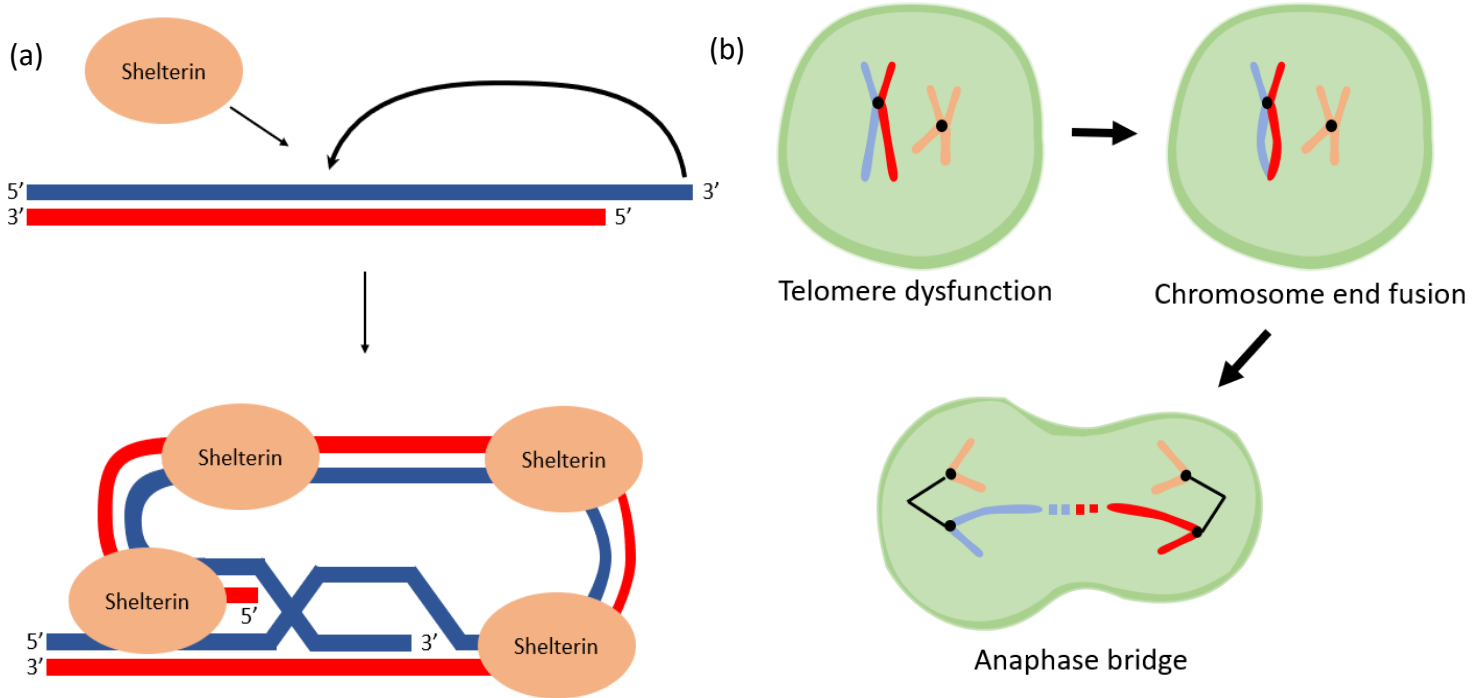 (a)
Shelterin
5’
3’
3’
5’
Shelterin
Shelterin
Shelterin
5’
5’
3’
3’
Shelterin
(b)
Telomere dysfunction
Chromosome end fusion
Anaphase bridge